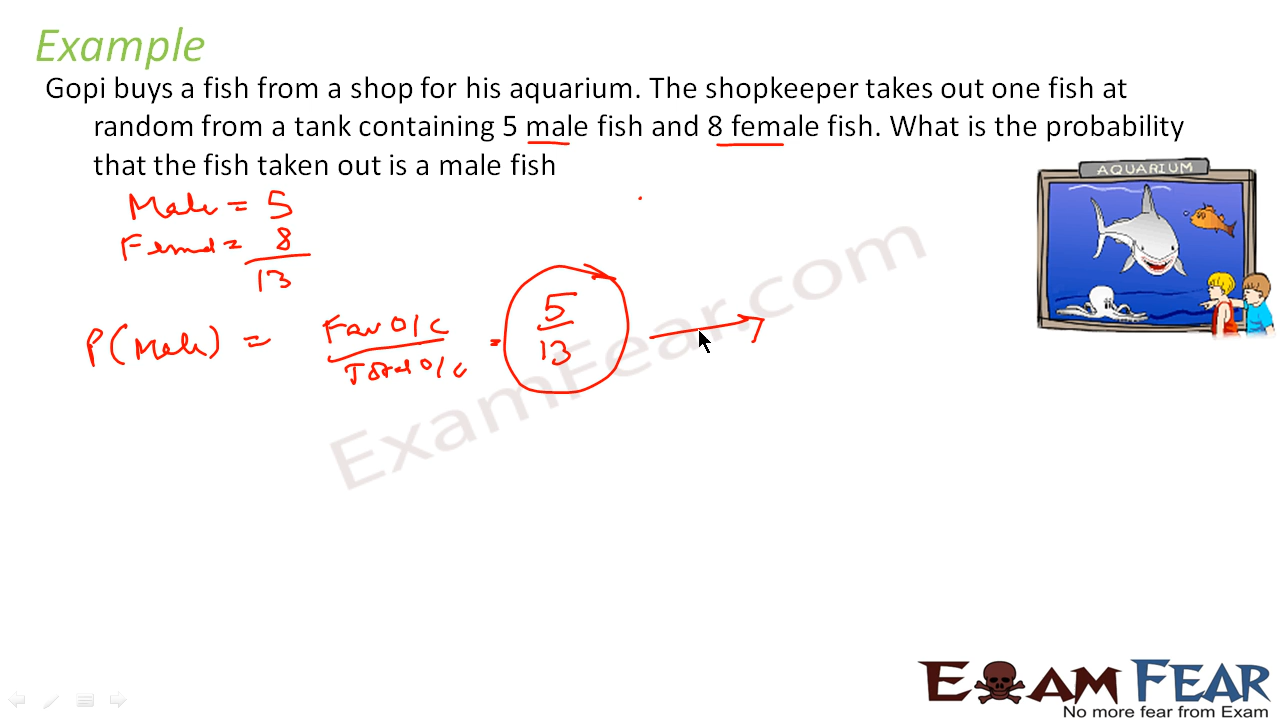 Example
Gopi buys a fish from a shop for his aquarium. The shopkeeper takes out one fish at
random from a tank containing 5 male fish and 8 female fish. What is the probability
that the fish taken out is a male fish
AQUARIUM
Male = 5
Femal = 8
13
P(Male) = Fav O/C / Total O/C = 5/13
ExamFear.com
EXAM FEAR
No more fear from Exam